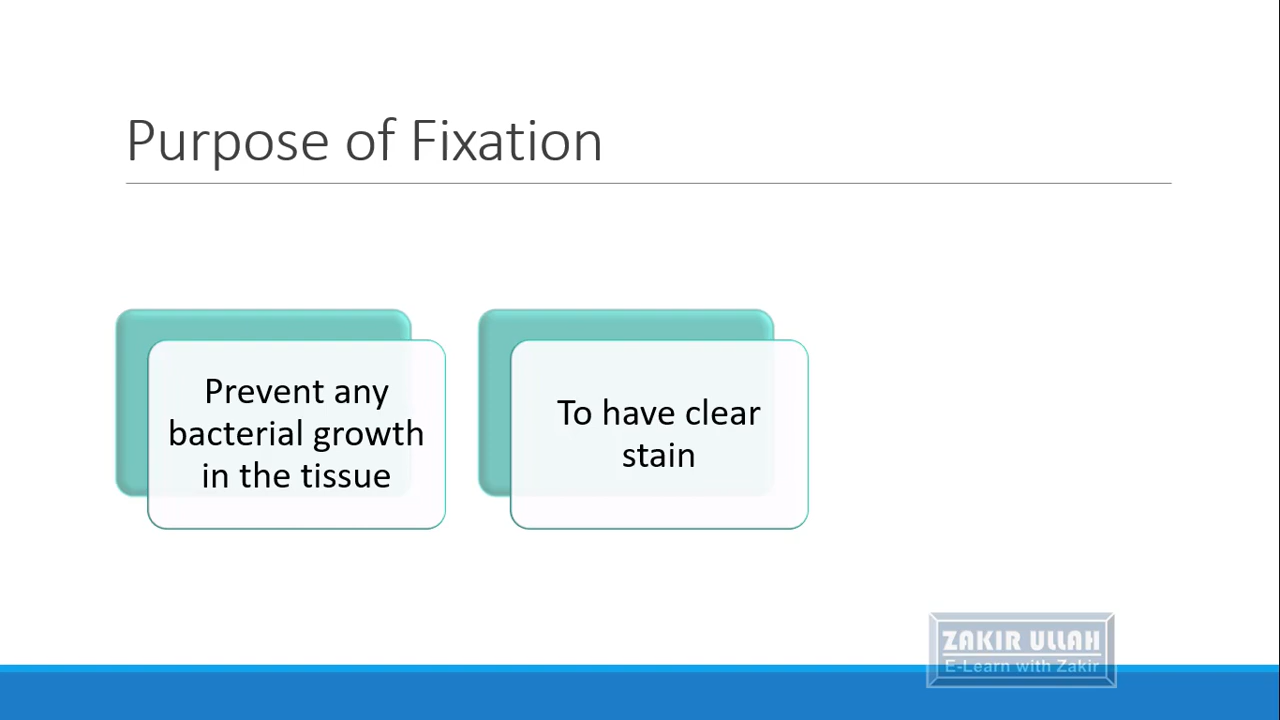 Purpose of Fixation
Prevent any
bacterial growth
in the tissue
To have clear
stain
ZAKIR ULLAH
E-Learn with Zakir